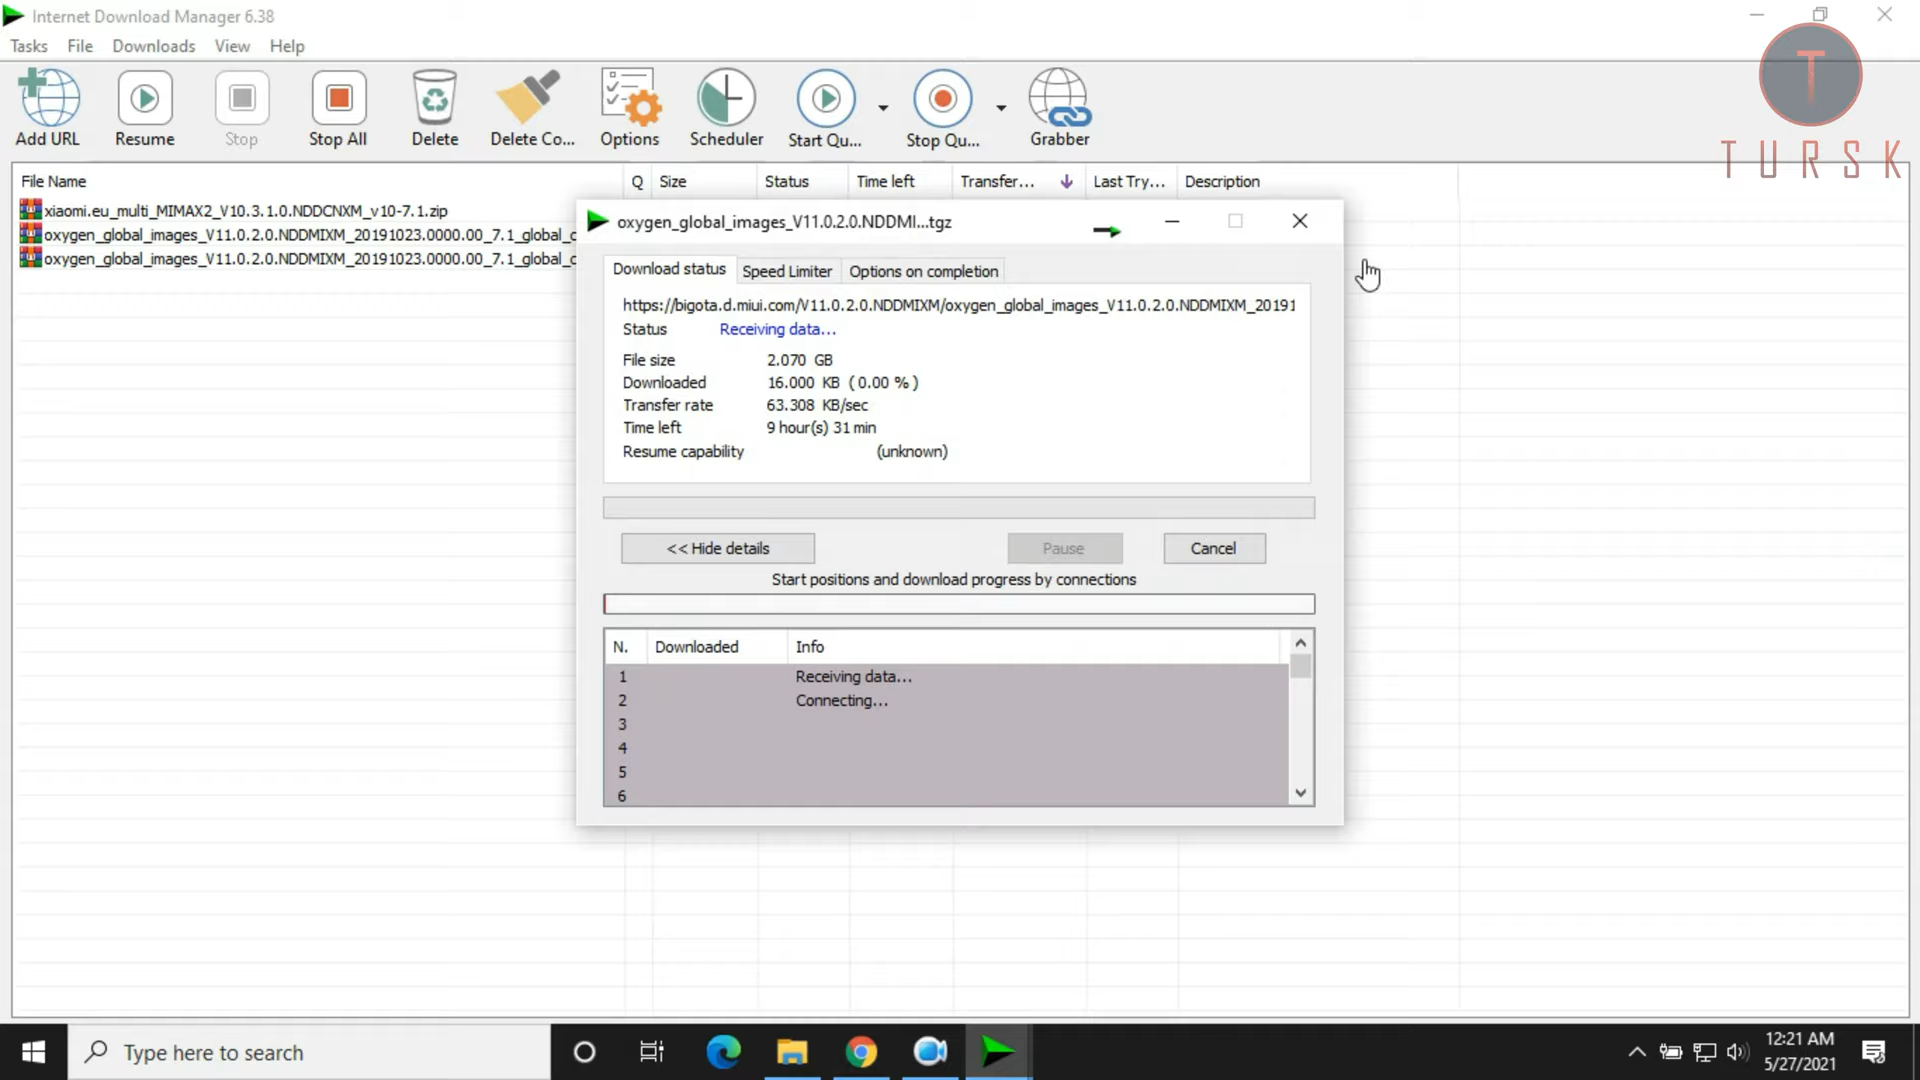 Internet Download Manager 6.38
Tasks File Downloads View Help
Add URL Resume Stop Stop All Delete Delete Co... Options Scheduler Start Qu... Stop Qu... Grabber
T
TURSK
File Name Q Size Status Time left Transfer... Last Try... Description
xiaomi.eu_multi_MIMAX2_V10.3.1.0.NDDCNXM_v10-7.1.zip
oxygen_global_images_V11.0.2.0.NDDMIXM_20191023.0000.00_7.1_global_c
oxygen_global_images_V11.0.2.0.NDDMIXM_20191023.0000.00_7.1_global_c
oxygen_global_images_V11.0.2.0.NDDMI...tgz
Download status Speed Limiter Options on completion
https://bigota.d.miui.com/V11.0.2.0.NDDMIXM/oxygen_global_images_V11.0.2.0.NDDMIXM_20191
Status Receiving data...
File size 2.070 GB
Downloaded 16.000 KB ( 0.00 % )
Transfer rate 63.308 KB/sec
Time left 9 hour(s) 31 min
Resume capability (unknown)
<< Hide details Pause Cancel
Start positions and download progress by connections
N. Downloaded Info
1 Receiving data...
2 Connecting...
3
4
5
6
Type here to search
12:21 AM
5/27/2021